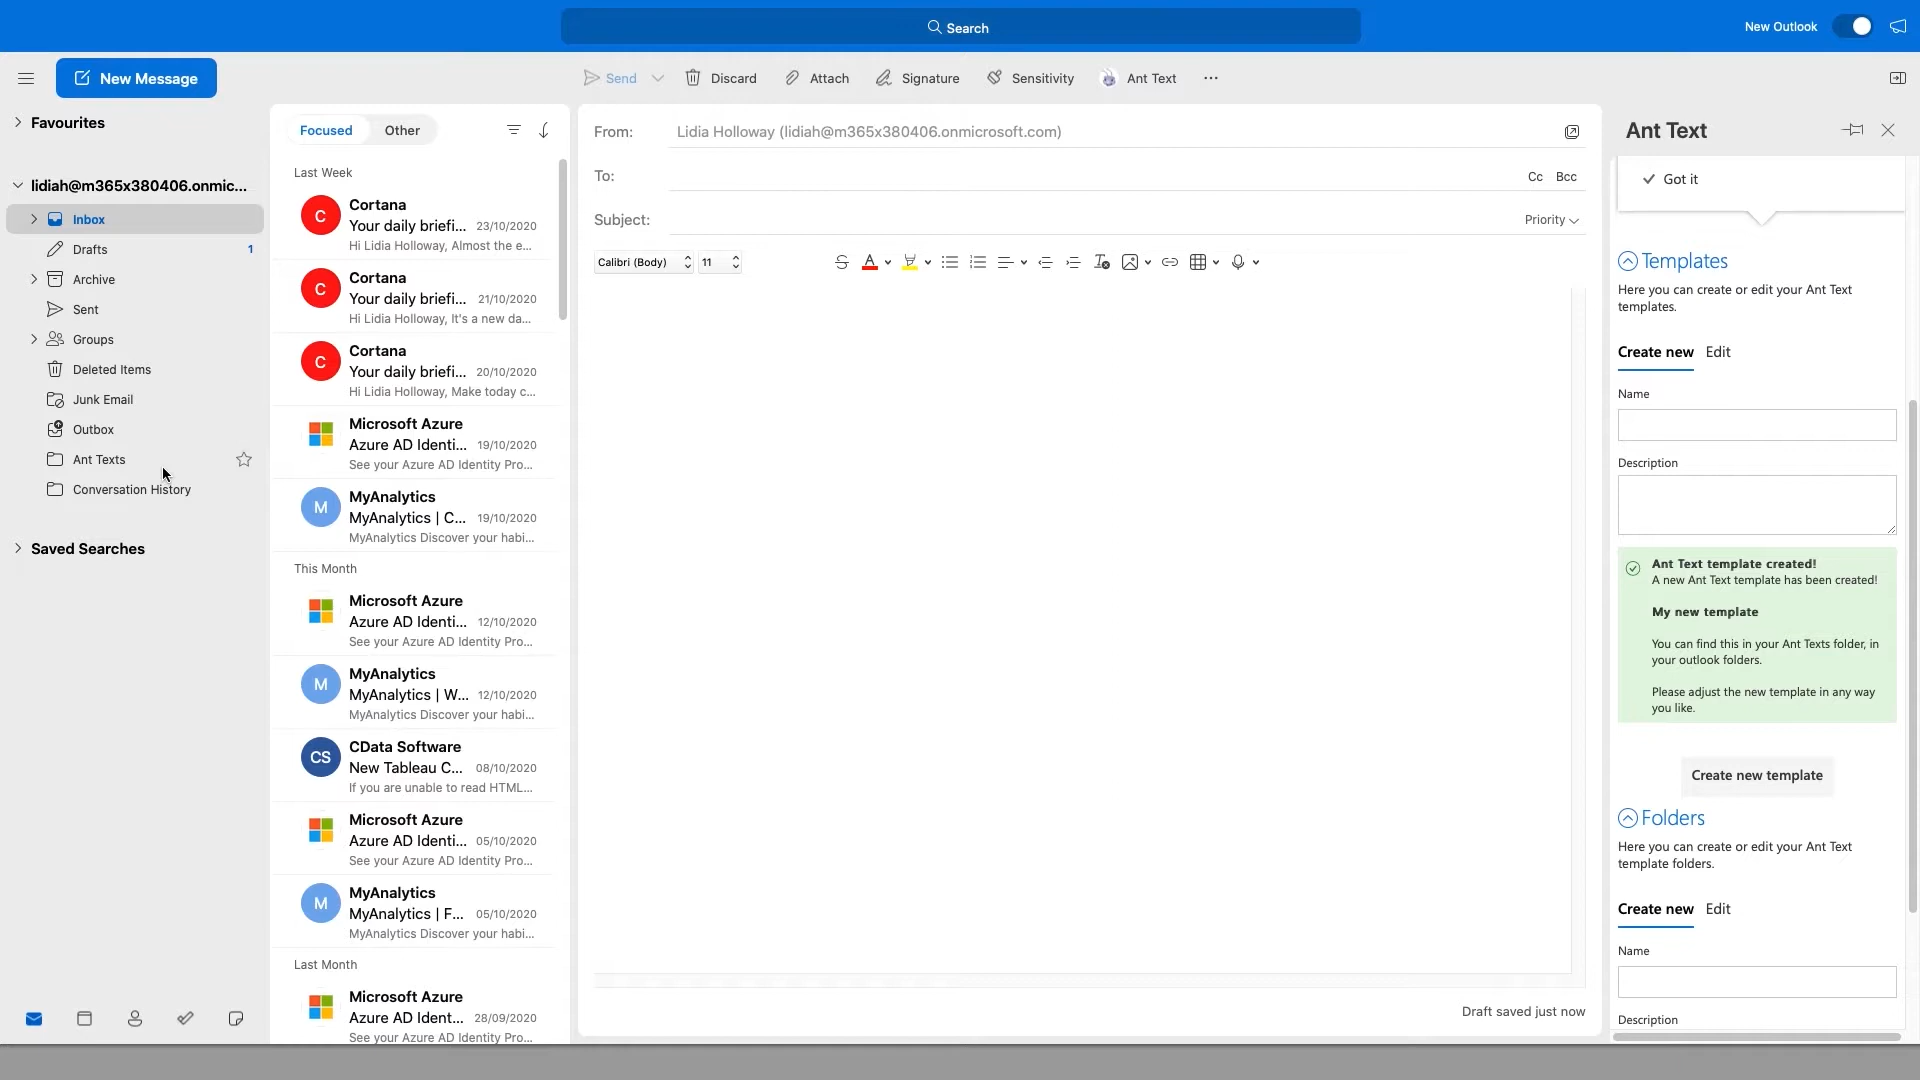 Search
New Outlook
New Message
Send
Discard
Attach
Signature
Sensitivity
Ant Text
Favourites
lidiah@m365x380406.onmic...
Inbox
Drafts 1
Archive
Sent
Groups
Deleted Items
Junk Email
Outbox
Ant Texts
Conversation History
Saved Searches
Focused Other
Last Week
C
Cortana
Your daily briefi... 23/10/2020
Hi Lidia Holloway, Almost the e...
C
Cortana
Your daily briefi... 21/10/2020
Hi Lidia Holloway, It's a new da...
C
Cortana
Your daily briefi... 20/10/2020
Hi Lidia Holloway, Make today c...
Microsoft Azure
Azure AD Identi... 19/10/2020
See your Azure AD Identity Pro...
M
MyAnalytics
MyAnalytics | C... 19/10/2020
MyAnalytics Discover your habi...
This Month
Microsoft Azure
Azure AD Identi... 12/10/2020
See your Azure AD Identity Pro...
M
MyAnalytics
MyAnalytics | W... 12/10/2020
MyAnalytics Discover your habi...
CS
CData Software
New Tableau C... 08/10/2020
If you are unable to read HTML...
Microsoft Azure
Azure AD Identi... 05/10/2020
See your Azure AD Identity Pro...
M
MyAnalytics
MyAnalytics | F... 05/10/2020
MyAnalytics Discover your habi...
Last Month
Microsoft Azure
Azure AD Ident... 28/09/2020
See your Azure AD Identity Pro...
From: Lidia Holloway (lidiah@m365x380406.onmicrosoft.com)
To: Cc Bcc
Subject: Priority
Calibri (Body) 11
Draft saved just now
Ant Text
Got it
Templates
Here you can create or edit your Ant Text
templates.
Create new Edit
Name
Description
Ant Text template created!
A new Ant Text template has been created!
My new template
You can find this in your Ant Texts folder, in
your outlook folders.
Please adjust the new template in any way
you like.
Create new template
Folders
Here you can create or edit your Ant Text
template folders.
Create new Edit
Name
Description